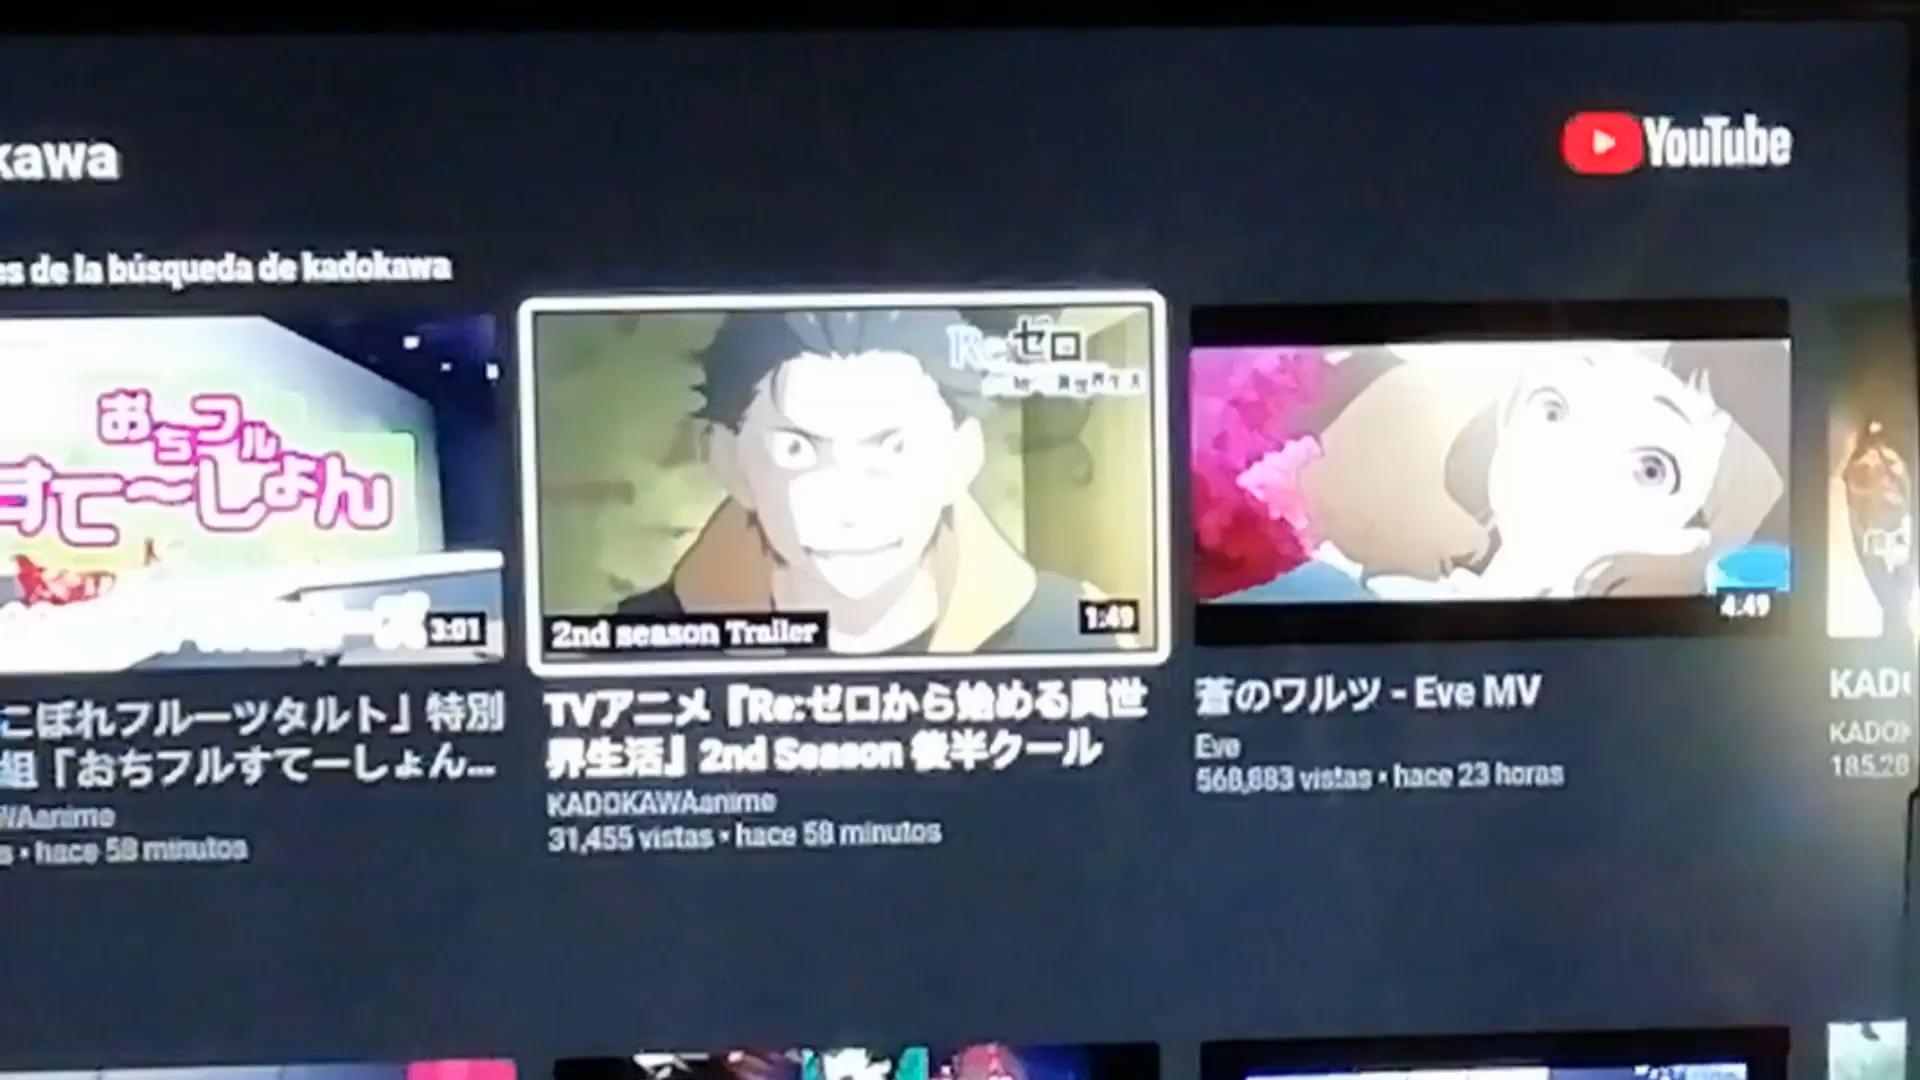 kawa
YouTube
es de la búsqueda de kadokawa
おちフル
すてーしょん
3:01
こぼれフルーツタルト」特別
組「おちフルすてーしょん...
WAanime
s • hace 58 minutos
Re:ゼロ
2nd season Trailer
1:49
TVアニメ『Re:ゼロから始める異世
界生活』2nd Season 後半クール
KADOKAWAanime
31,455 vistas • hace 58 minutos
4:49
蒼のワルツ - Eve MV
Eve
568,883 vistas • hace 23 horas
KAD
KADO
185,28